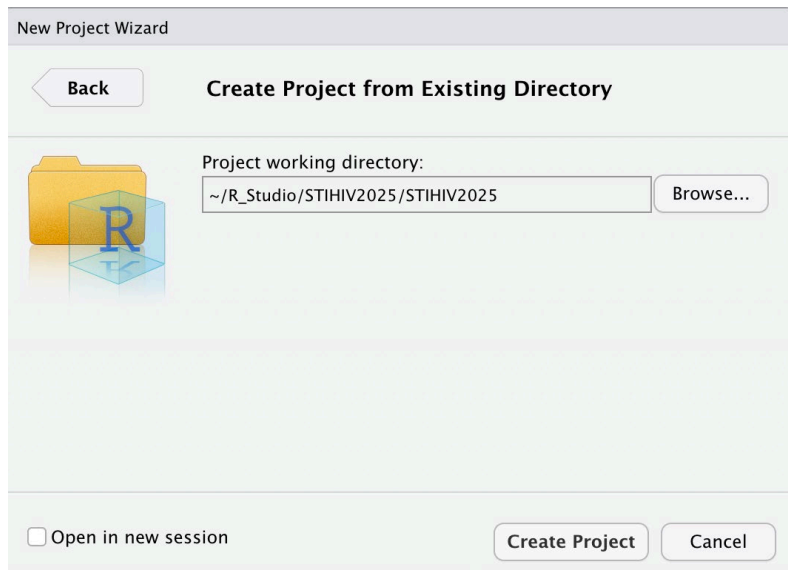 New Project Wizard
Back
Create Project from Existing Directory
Project working directory:
~/R_Studio/STIHIV2025/STIHIV2025
Browse...
R
Open in new session
Create Project
Cancel